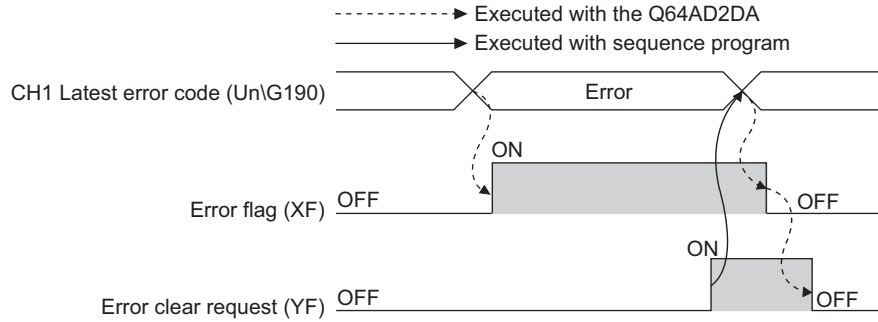 Executed with the Q64AD2DA
Executed with sequence program
CH1 Latest error code (Un\G190)
Error
ON
Error flag (XF)
OFF
OFF
ON
Error clear request (YF)
OFF
OFF